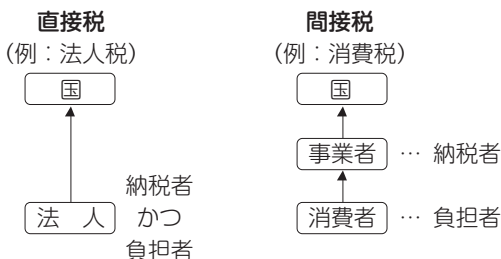 直接税
（例：法人税）
国
法　人
納税者
かつ
負担者
間接税
（例：消費税）
国
事業者 … 納税者
消費者 … 負担者